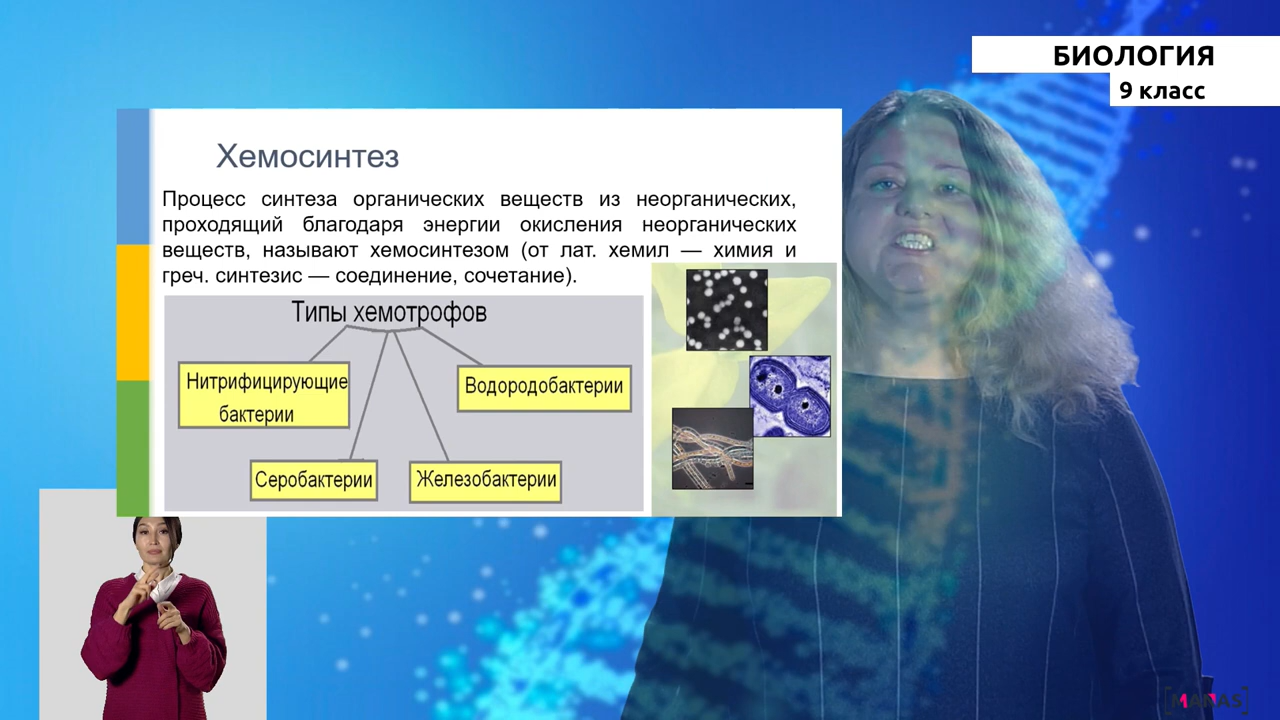 БИОЛОГИЯ
9 класс
Хемосинтез
Процесс синтеза органических веществ из неорганических,
проходящий благодаря энергии окисления неорганических
веществ, называют хемосинтезом (от лат. хемил — химия и
греч. синтезис — соединение, сочетание).
Типы хемотрофов
Нитрифицирующие
бактерии
Водородобактерии
Серобактерии
Железобактерии
MANAS